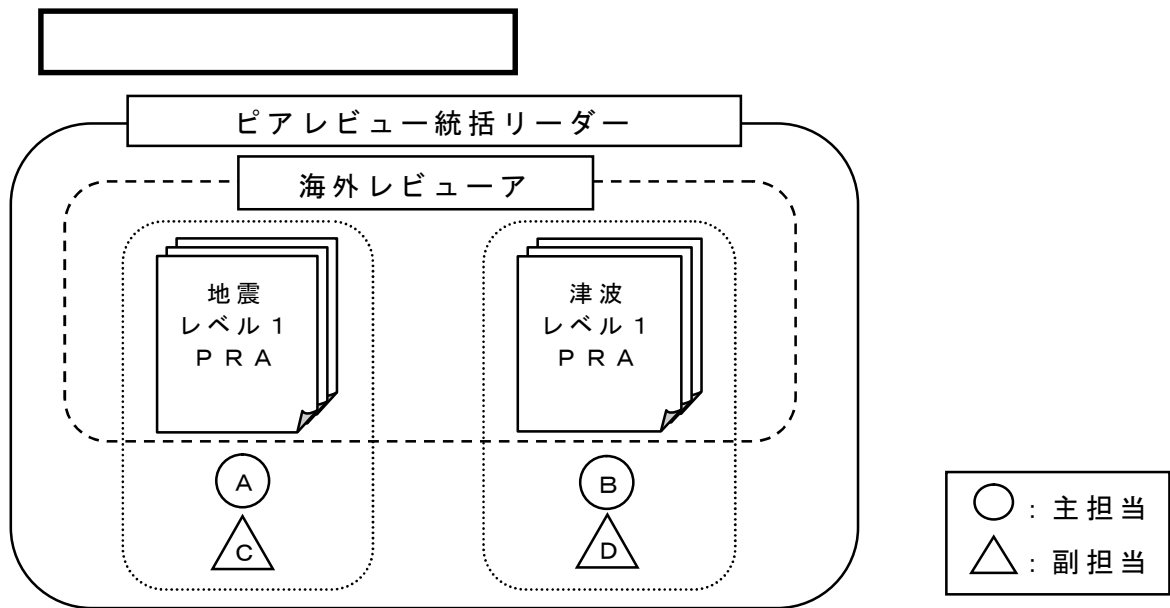 ピアレビュー統括リーダー
海外レビューア
地震
レベル１
ＰＲＡ
津波
レベル１
ＰＲＡ
A
B
C
D
：主担当
：副担当